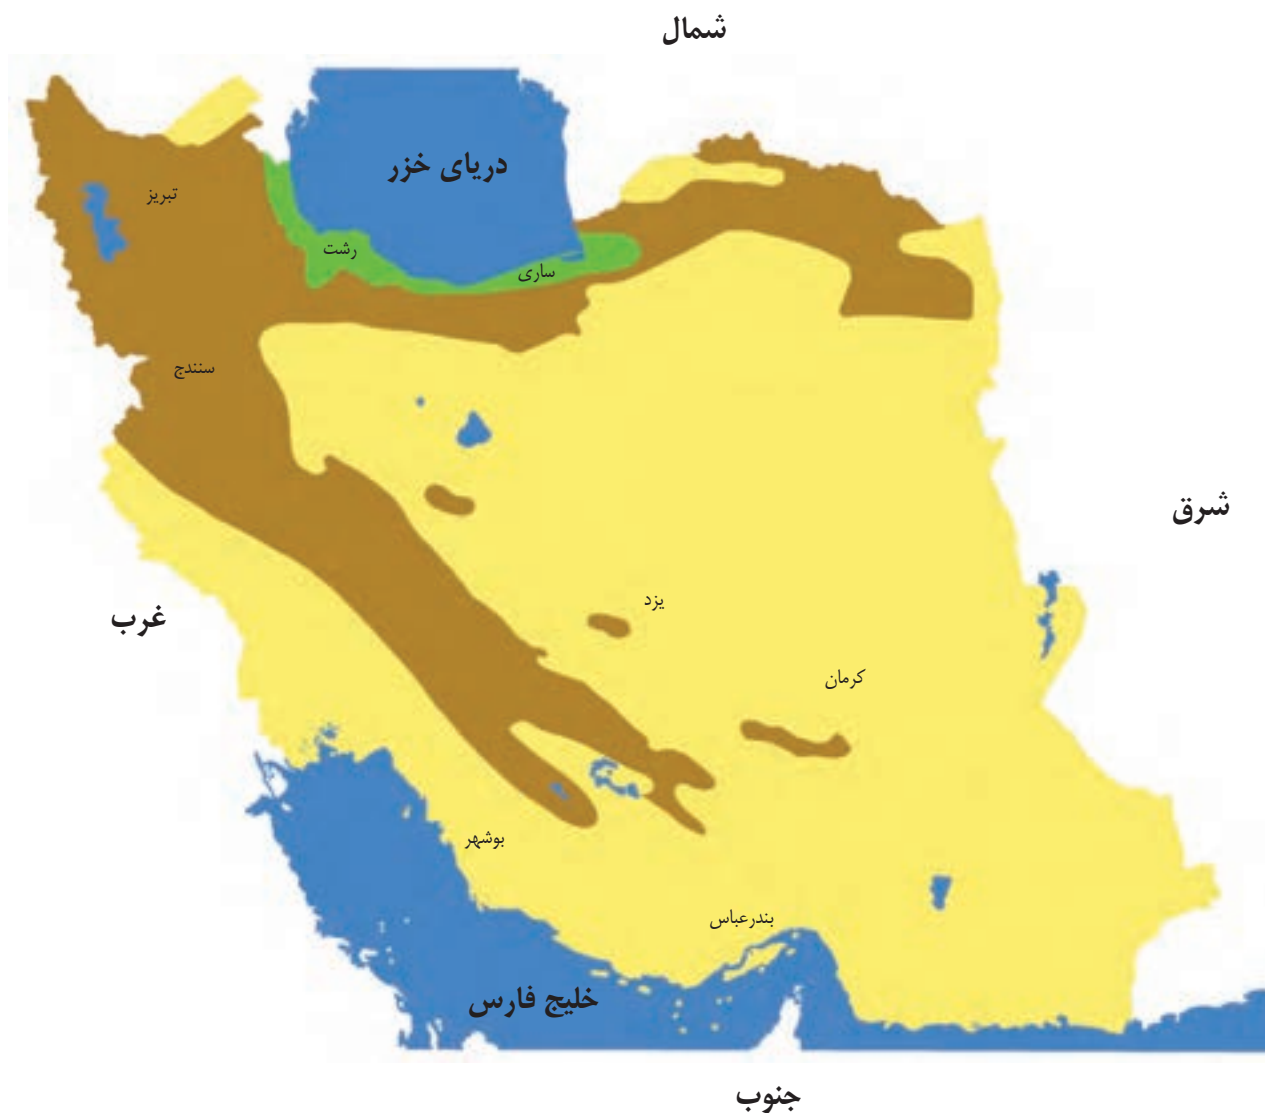 شمال
دریای خزر
تبریز
رشت
ساری
سنندج
شرق
یزد
غرب
کرمان
بوشهر
بندرعباس
خلیج فارس
جنوب